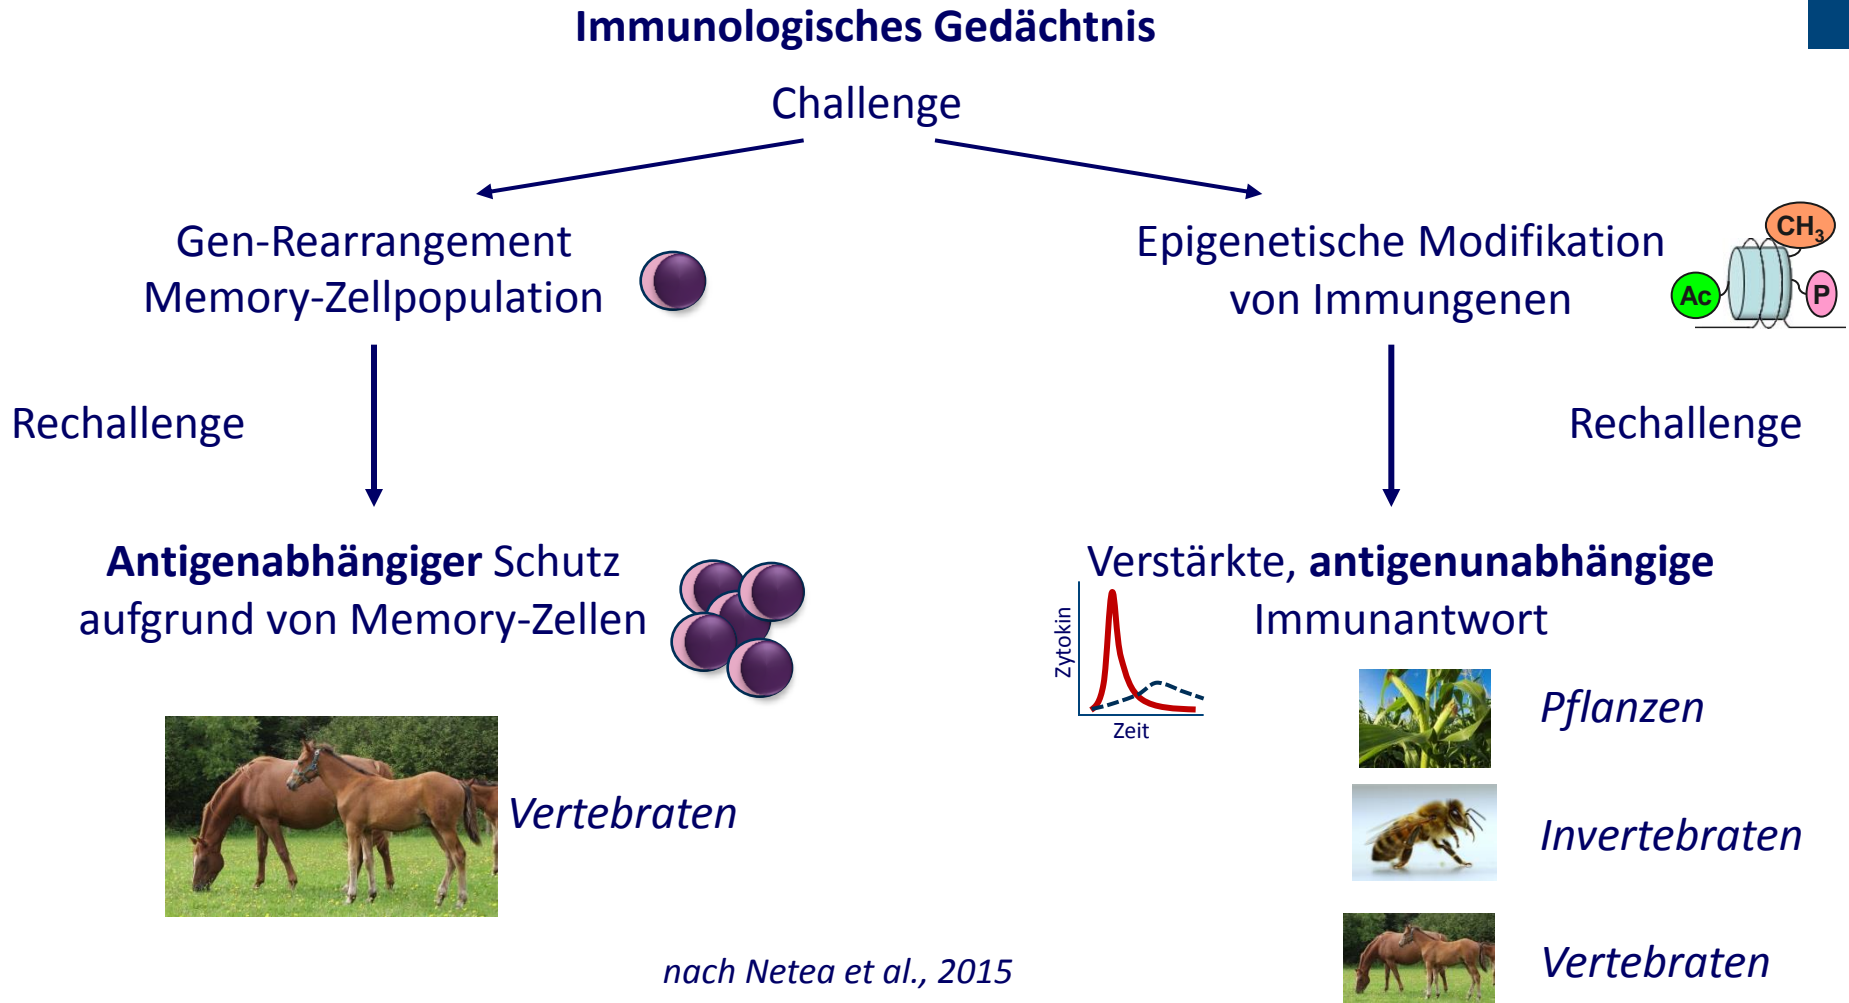 Immunologisches Gedächtnis
Challenge
Gen-Rearrangement
Memory-Zellpopulation
Epigenetische Modifikation
von Immungenen
CH3
Ac
P
Rechallenge
Rechallenge
Antigenabhängiger Schutz
aufgrund von Memory-Zellen
Verstärkte, antigenunabhängige
Immunantwort
Zytokin
Zeit
Pflanzen
Vertebraten
Invertebraten
Vertebraten
nach Netea et al., 2015